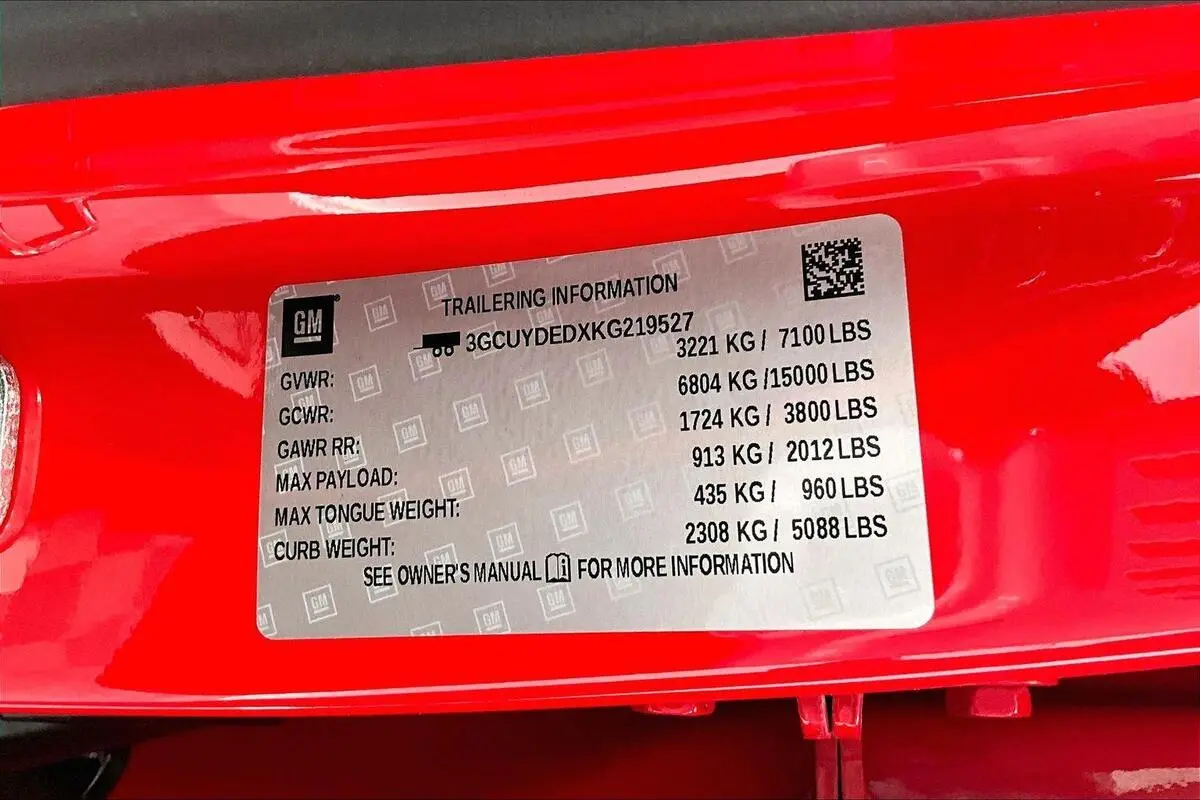 GM
TRAILERING INFORMATION
3GCUYDEDXKG219527
GVWR: 3221 KG / 7100 LBS
GCWR: 6804 KG /15000 LBS
GAWR RR: 1724 KG / 3800 LBS
MAX PAYLOAD: 913 KG / 2012 LBS
MAX TONGUE WEIGHT: 435 KG / 960 LBS
CURB WEIGHT: 2308 KG / 5088 LBS
SEE OWNER'S MANUAL FOR MORE INFORMATION